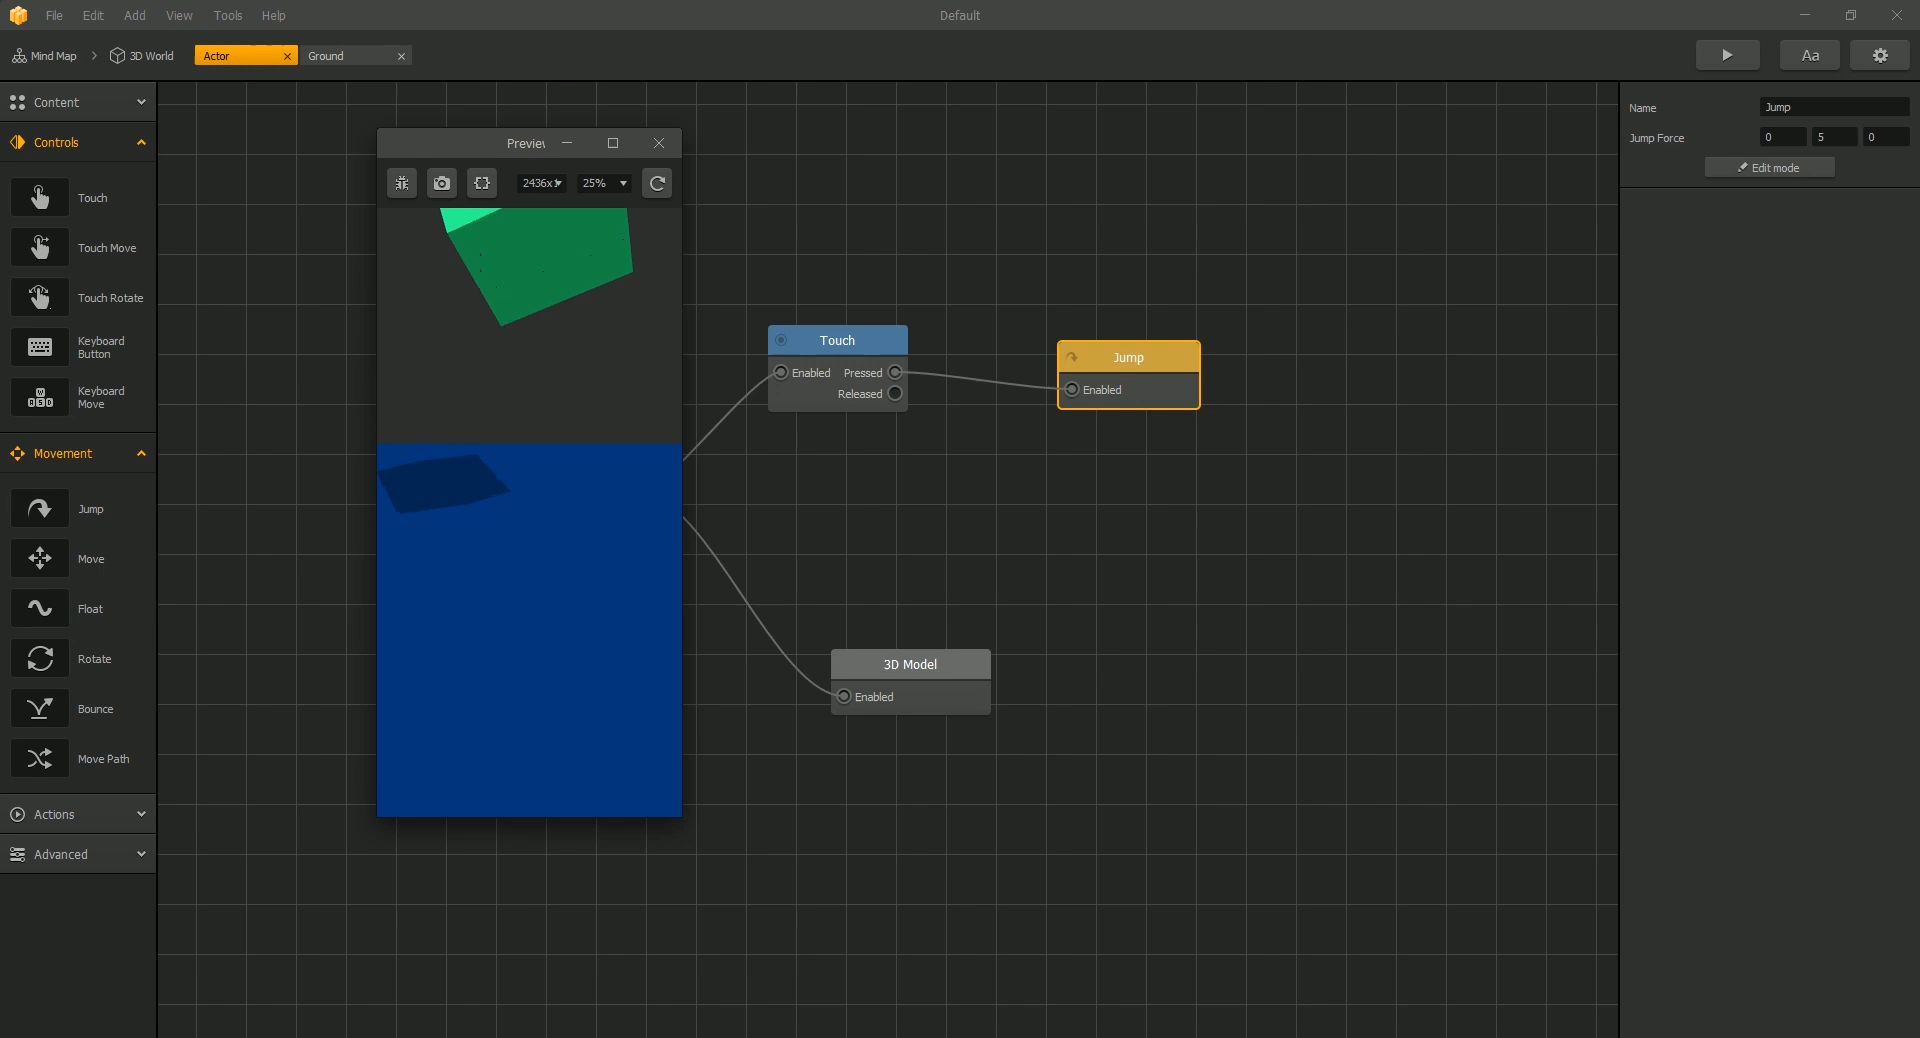 File Edit Add View Tools Help
Default
Mind Map
3D World
Actor
Ground
Aa
Content
Controls
Touch
Touch Move
Touch Rotate
Keyboard
Button
Keyboard
Move
Movement
Jump
Move
Float
Rotate
Bounce
Move Path
Actions
Advanced
25%
Touch
Enabled Pressed
Released
Jump
Enabled
3D Model
Enabled
Name Jump
Jump Force 0 5 0
Edit mode